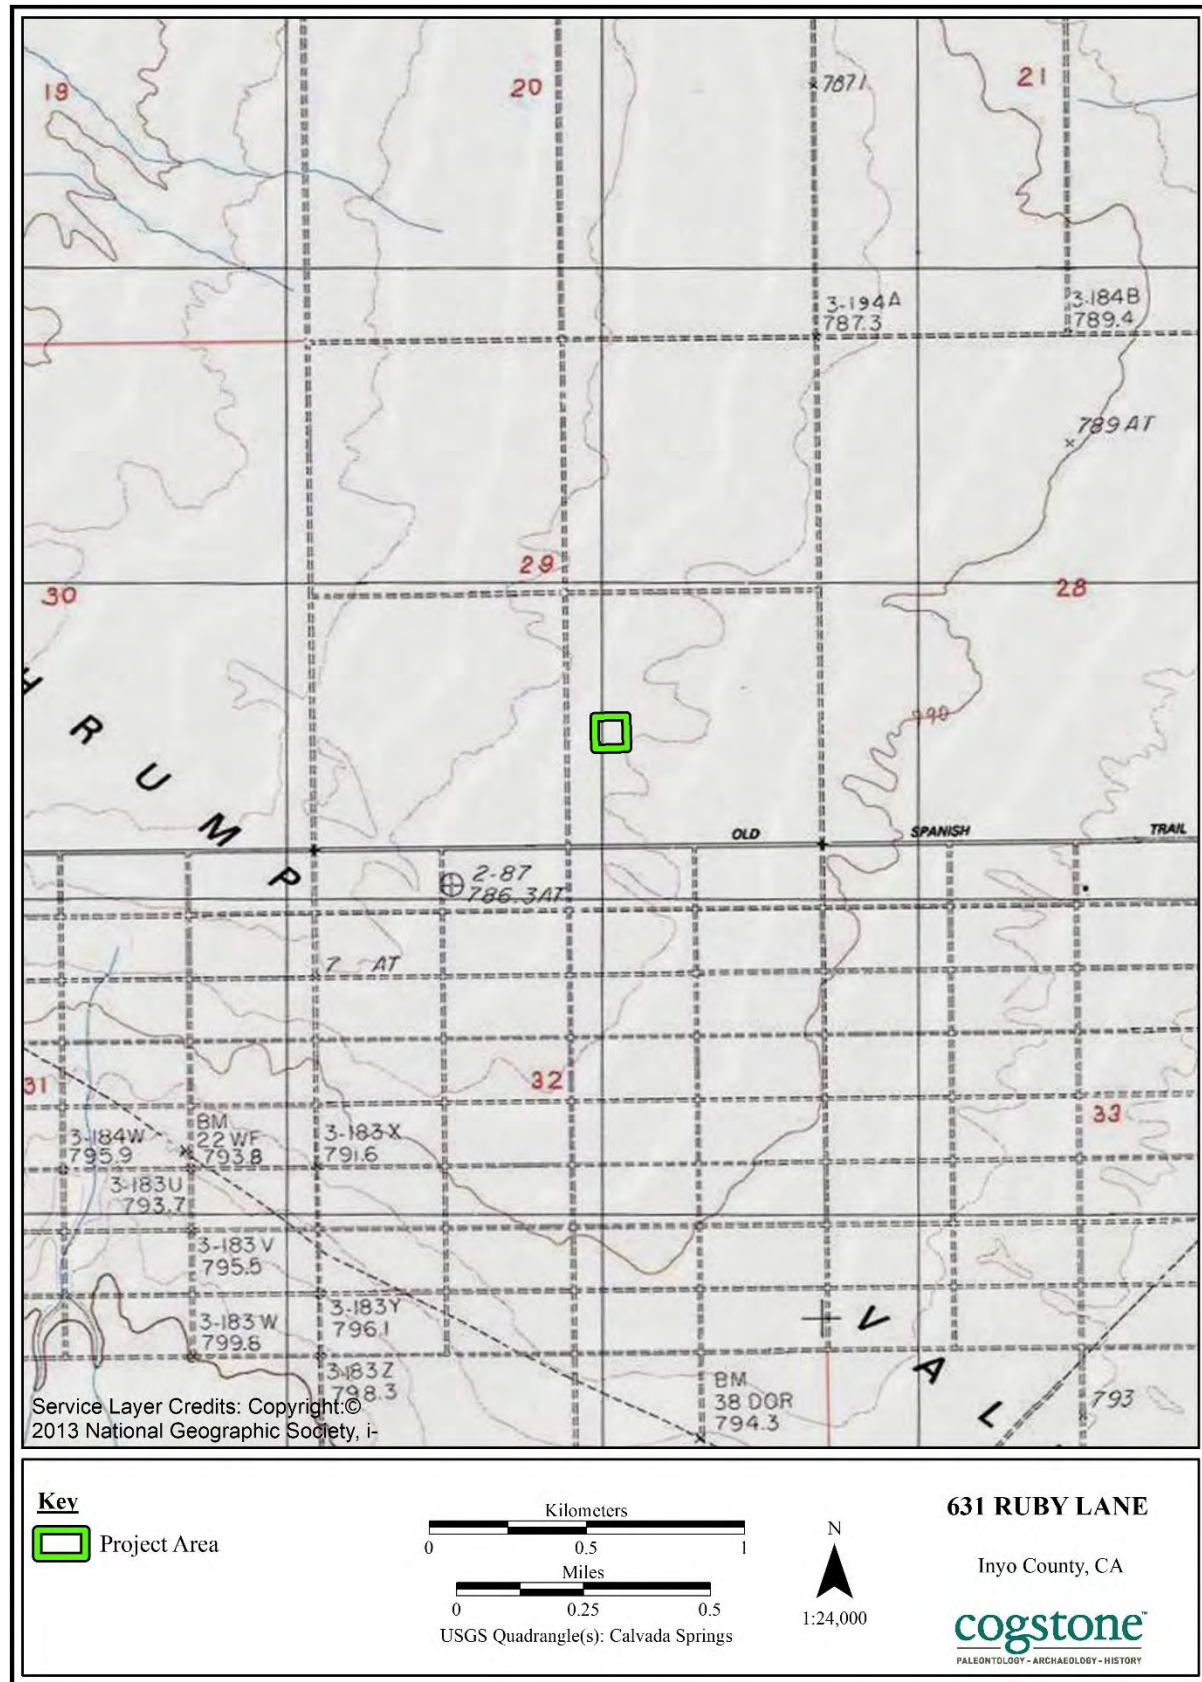 19
20
7871
21
3-194A
787.3
3-184B
789.4
789 AT
29
30
28
H R U M P
990
OLD SPANISH TRAIL
2-87
786.3AT
7 AT
31
32
33
3-184W
795.9
BM
22 WF
793.8
3-183X
791.6
3-183U
793.7
3-183V
795.5
3-183W
799.8
3-183Y
796.1
3-183Z
798.3
V A L
BM
38 DOR
794.3
793
Service Layer Credits: Copyright:©
2013 National Geographic Society, i-
Key
Project Area
Kilometers
0 0.5 1
Miles
0 0.25 0.5
USGS Quadrangle(s): Calvada Springs
N
1:24,000
631 RUBY LANE
Inyo County, CA
cogstone™
PALEONTOLOGY - ARCHAEOLOGY - HISTORY